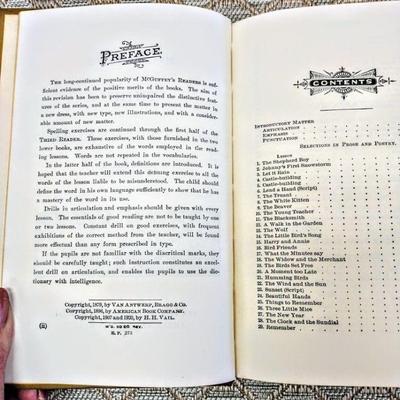 PREFACE.
THE long-continued popularity of MCGUFFEY'S READERS is suf-
ficient evidence of the positive merits of the books. The aim of
this revision has been to preserve unimpaired the distinctive feat-
ures of the series, and at the same time to present the matter in
a new dress, with new type, new illustrations, and with a consider-
able amount of new matter.
Spelling exercises are continued through the first half of the
THIRD READER. These exercises, with those furnished in the two
lower books, are exhaustive of the words employed in the read-
ing lessons. Words are not repeated in the vocabularies.
In the latter half of the book, definitions are introduced. It is
hoped that the teacher will extend this defining exercise to all the
words of the lesson liable to be misunderstood. The child should
define the word in his own language sufficiently to show that he has
a mastery of the word in its use.
Drills in articulation and emphasis should be given with every
lesson. The essentials of good reading are not to be taught by one
or two lessons. Constant drill on good exercises, with frequent
exhibitions of the correct method from the teacher, will be found
more effectual than any form prescribed in type.
If the pupils are not familiar with the diacritical marks, they
should be carefully taught; such instruction constitutes an excel-
lent drill on articulation, and enables the pupils to use the dic-
tionary with intelligence.
Copyright, 1879, by VAN ANTWERP, BRAGG & CO.
Copyright, 1896, by AMERICAN BOOK COMPANY.
Copyright, 1907 and 1920, by H. H. VAIL.
(ii)
E. P. 273
CONTENTS
INTRODUCTORY MATTER
ARTICULATION
EMPHASIS
PUNCTUATION
SELECTIONS IN PROSE AND POETRY.
LESSON
1. The Shepherd Boy
2. Johnny's First Snowstorm
3. Let it Rain
4. Castle-building
5. Castle-building
6. Lend a Hand (Script)
7. The Truant
8. The White Kitten
9. The Beaver
10. The Young Teacher
11. The Blacksmith
12. A Walk in the Garden
13. The Wolf
14. The Little Bird's Song
15. Harry and Annie
16. Bird Friends
17. What the Minutes say
18. The Widow and the Merchant
19. The Birds Set Free
20. A Moment too Late
21. Humming Birds
22. The Wind and the Sun
23. Sunset (Script)
24. Beautiful Hands
25. Things to Remember
26. Three Little Mice
27. The New Year
28. The Clock and the Sundial
29. Remember